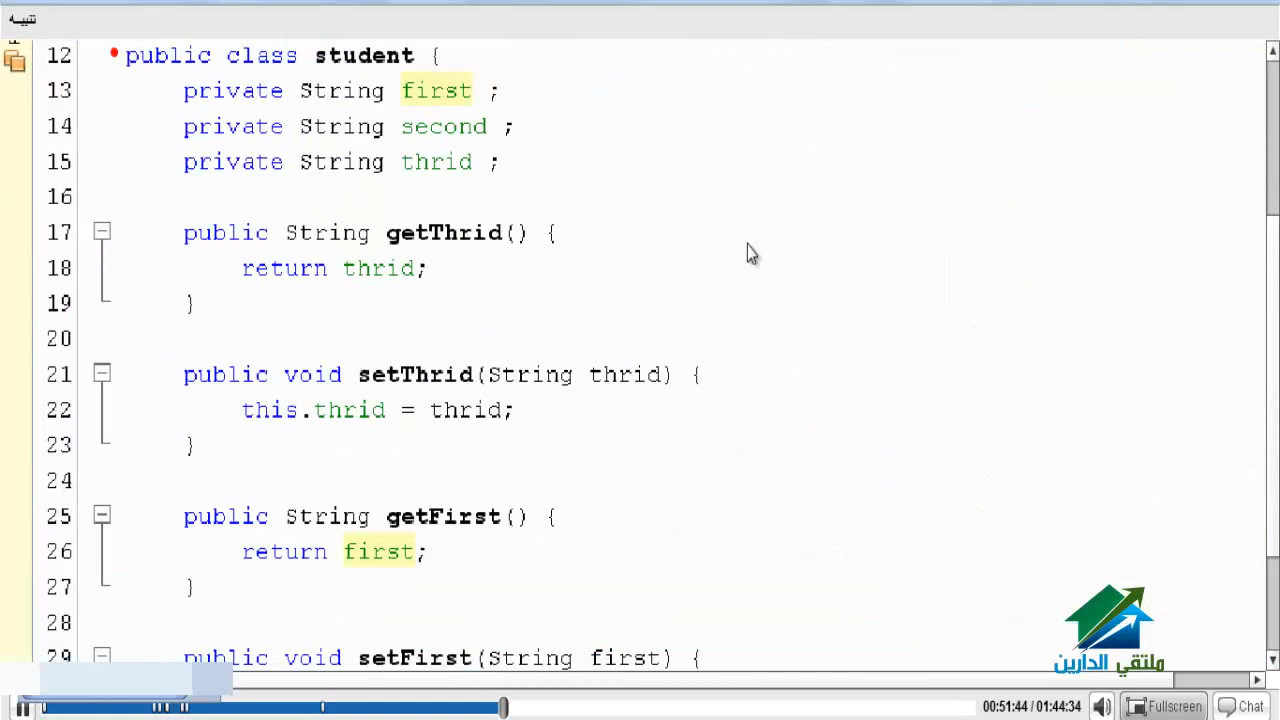 تنبيه
12 public class student {
13 private String first ;
14 private String second ;
15 private String thrid ;
16
17 public String getThrid() {
18 return thrid;
19 }
20
21 public void setThrid(String thrid) {
22 this.thrid = thrid;
23 }
24
25 public String getFirst() {
26 return first;
27 }
28
29 public void setFirst(String first) {
ملتقي الدارين
00:51:44 / 01:44:34 Fullscreen Chat